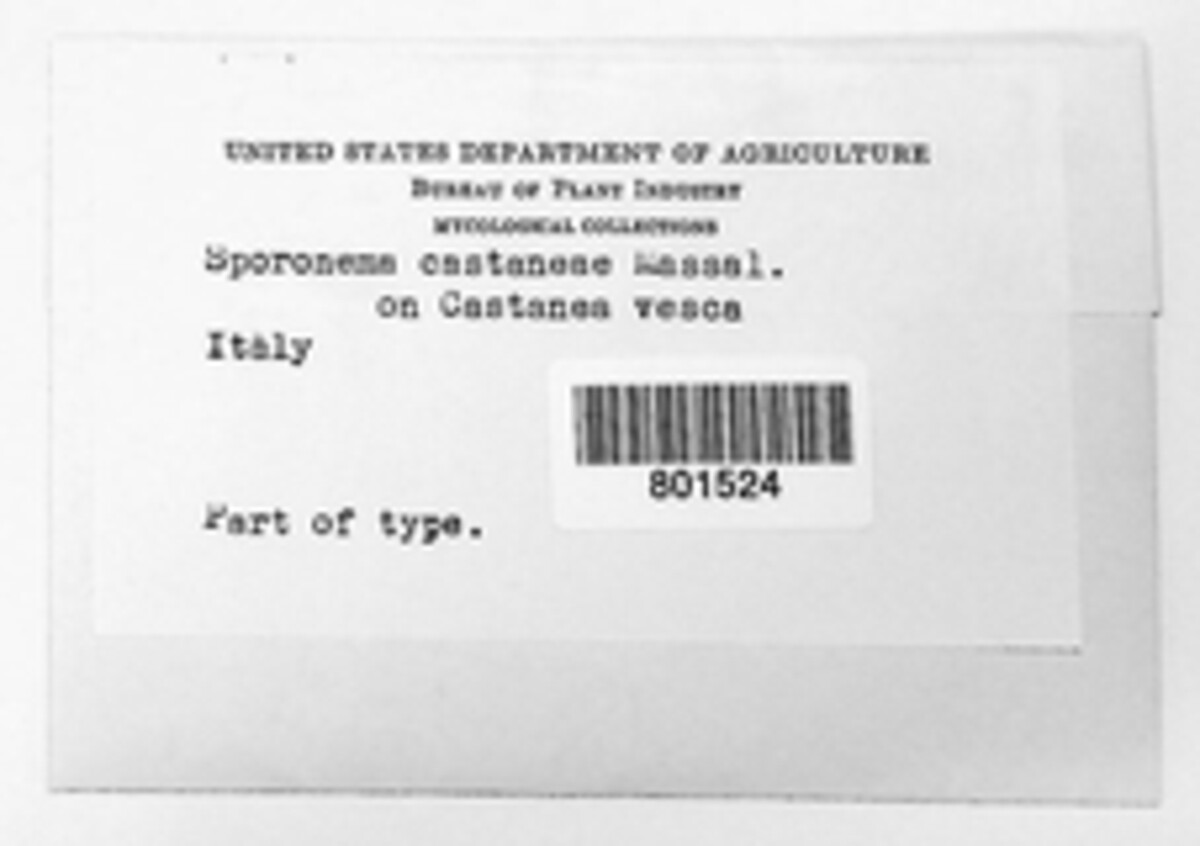 UNITED STATES DEPARTMENT OF AGRICULTURE
BUREAU OF PLANT INDUSTRY
MYCOLOGICAL COLLECTIONS
Sporonema castaneae Massal.
on Castanea vesca
Italy
801524
Part of type.